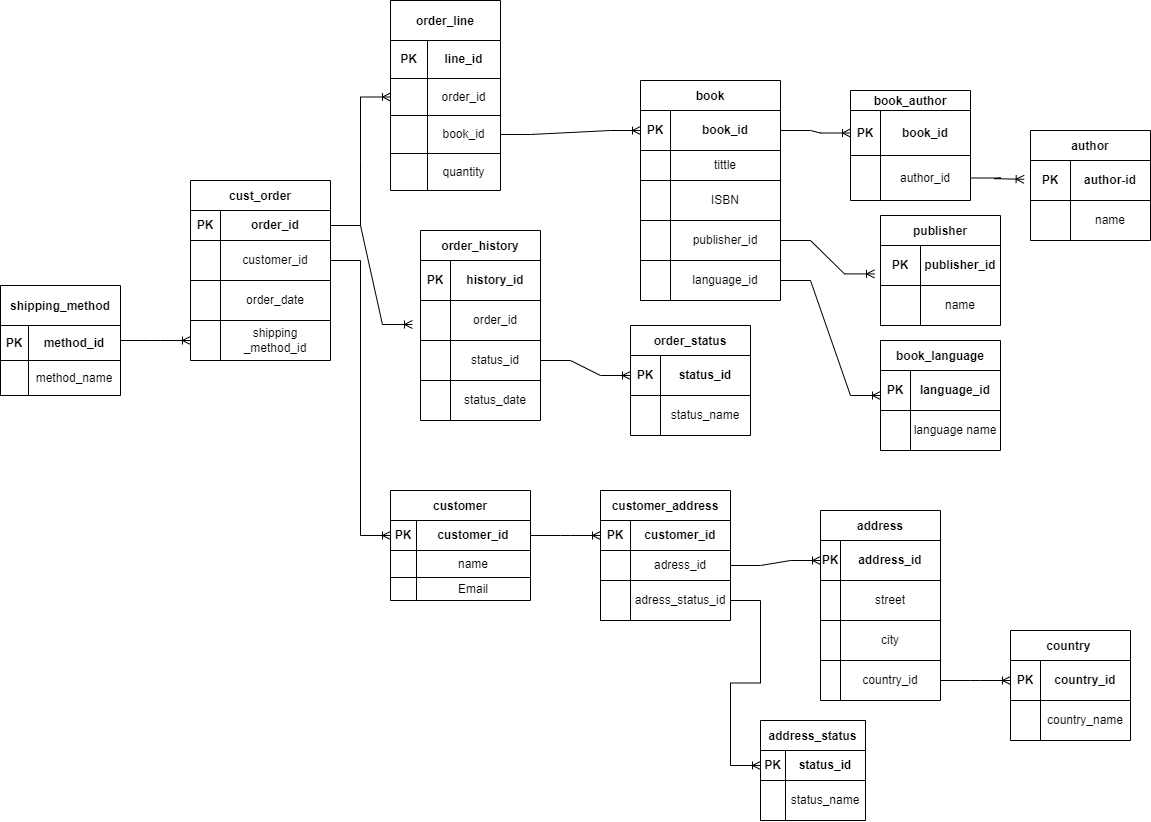 order_line
PK line_id
order_id
book_id
quantity
book
PK book_id
tittle
ISBN
publisher_id
language_id
book_author
PK book_id
author_id
author
PK author-id
name
cust_order
PK order_id
customer_id
order_date
shipping
_method_id
order_history
PK history_id
order_id
status_id
status_date
publisher
PK publisher_id
name
shipping_method
PK method_id
method_name
order_status
PK status_id
status_name
book_language
PK language_id
language name
customer
PK customer_id
name
Email
customer_address
PK customer_id
adress_id
adress_status_id
address
PK address_id
street
city
country_id
country
PK country_id
country_name
address_status
PK status_id
status_name